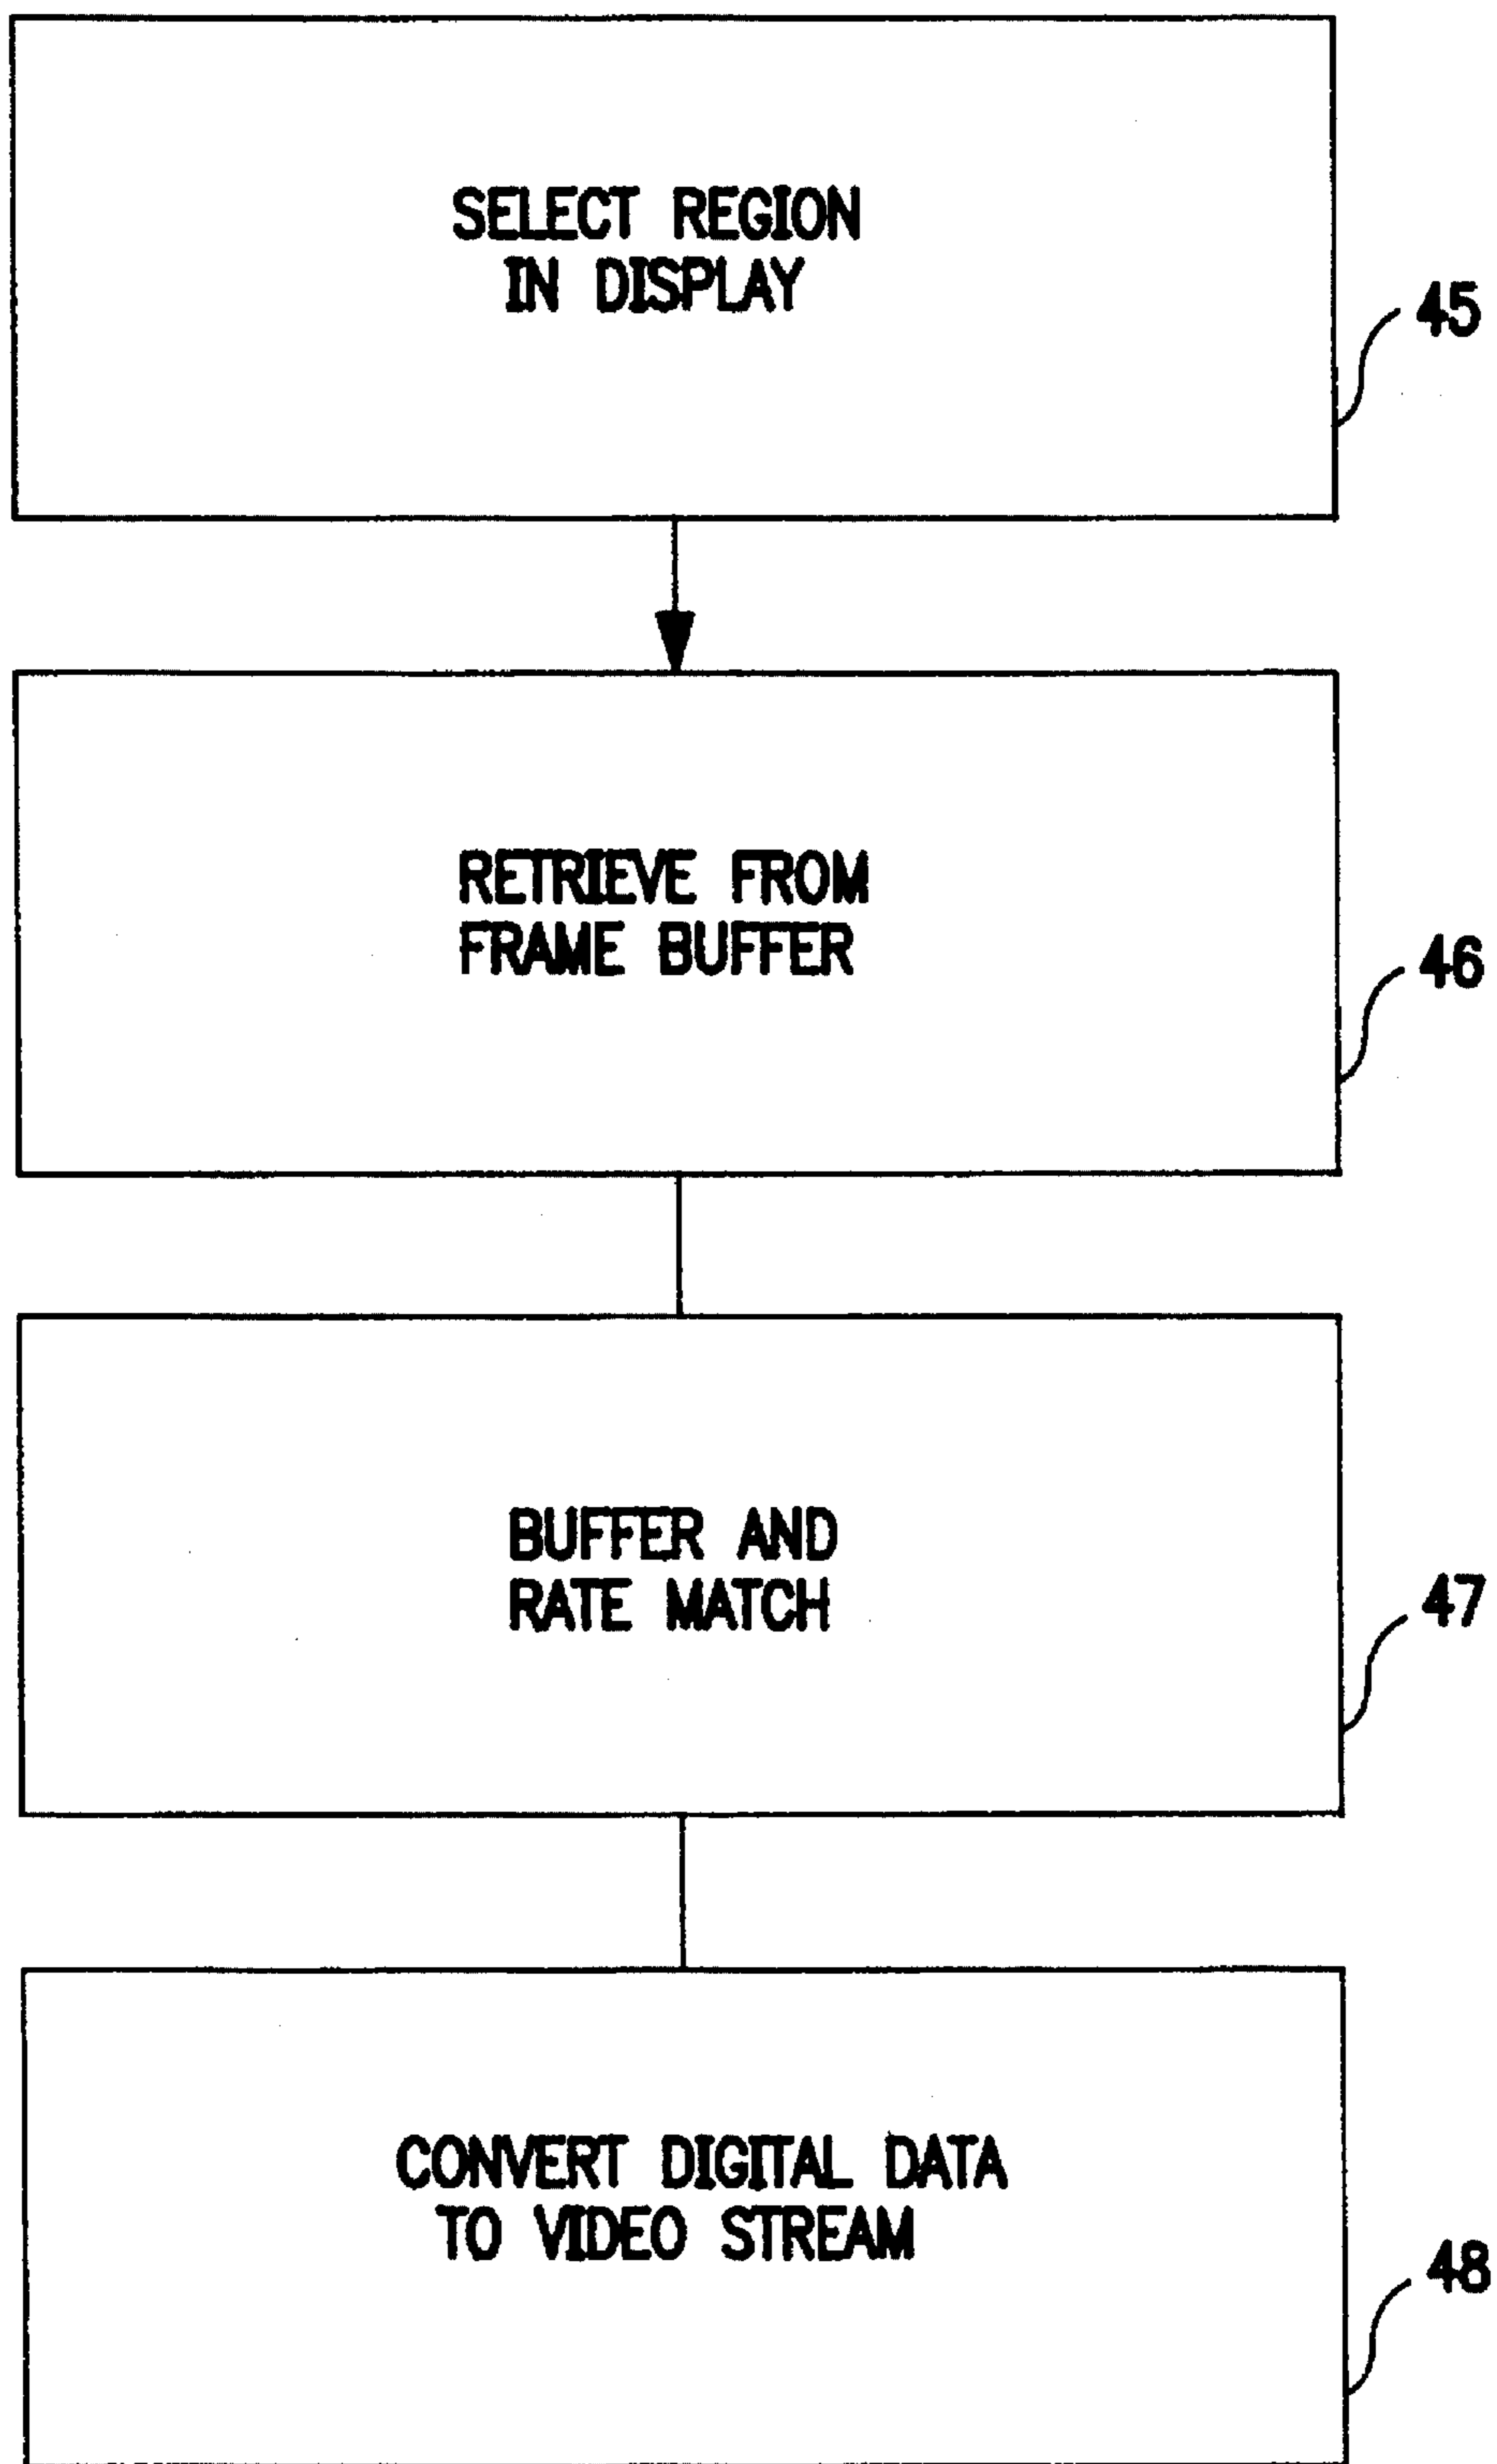 SELECT REGION
IN DISPLAY
45
RETRIEVE FROM
FRAME BUFFER
46
BUFFER AND
RATE MATCH
47
CONVERT DIGITAL DATA
TO VIDEO STREAM
48